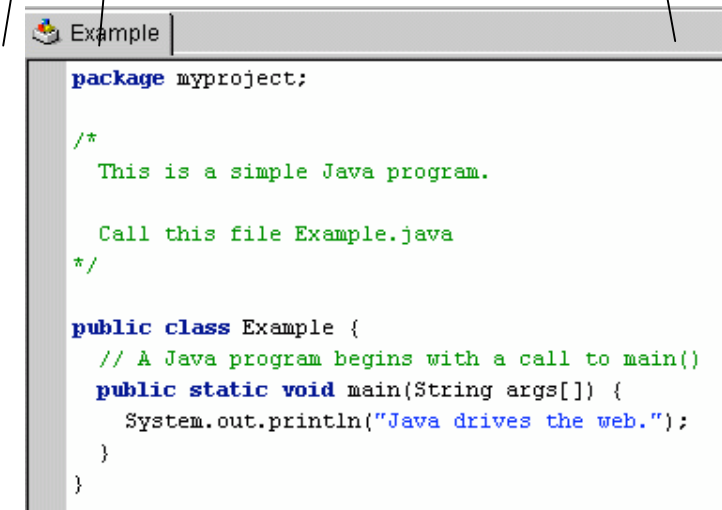 Example
package myproject;
/*
This is a simple Java program.
Call this file Example.java
*/
public class Example {
// A Java program begins with a call to main()
public static void main(String args[]) {
System.out.println("Java drives the web.");
}
}